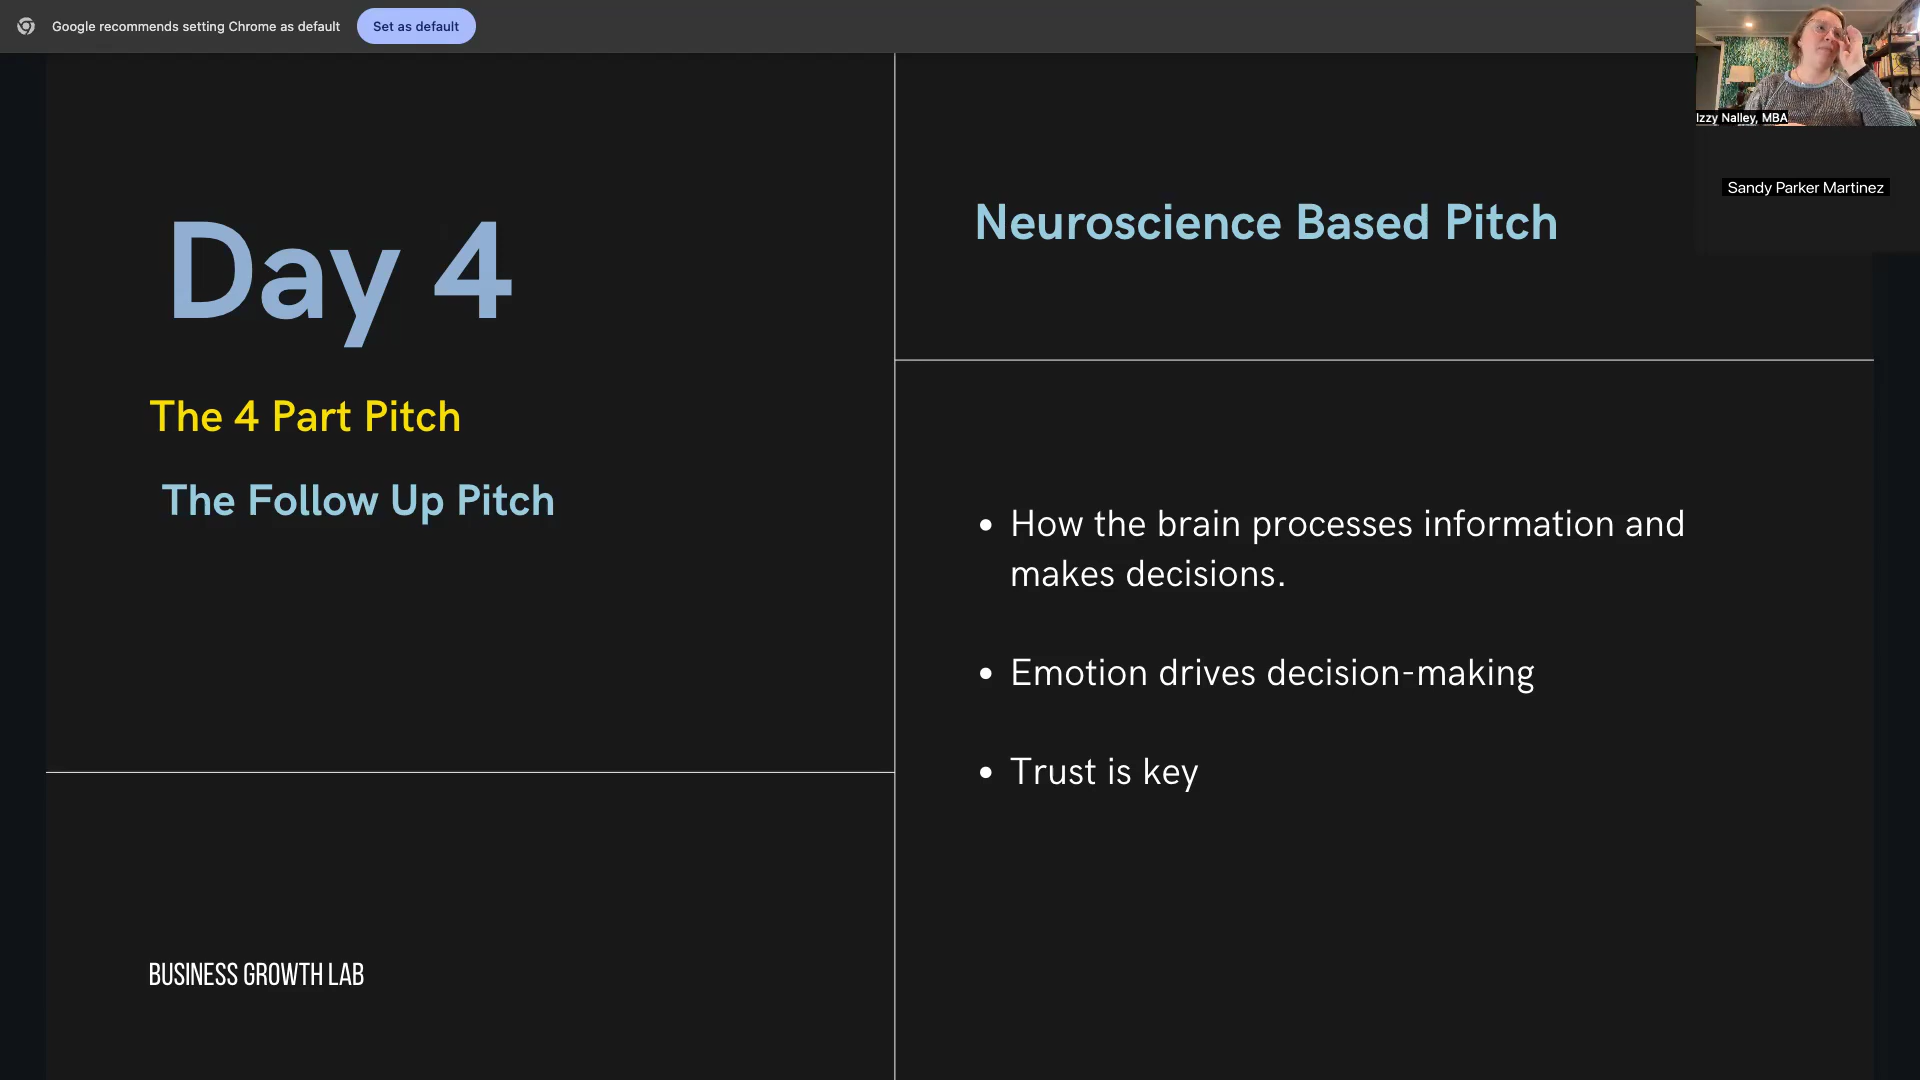 Google recommends setting Chrome as default
Set as default
Izzy Nalley, MBA
Sandy Parker Martinez
Day 4
The 4 Part Pitch
The Follow Up Pitch
BUSINESS GROWTH LAB
Neuroscience Based Pitch
• How the brain processes information and
makes decisions.
• Emotion drives decision-making
• Trust is key